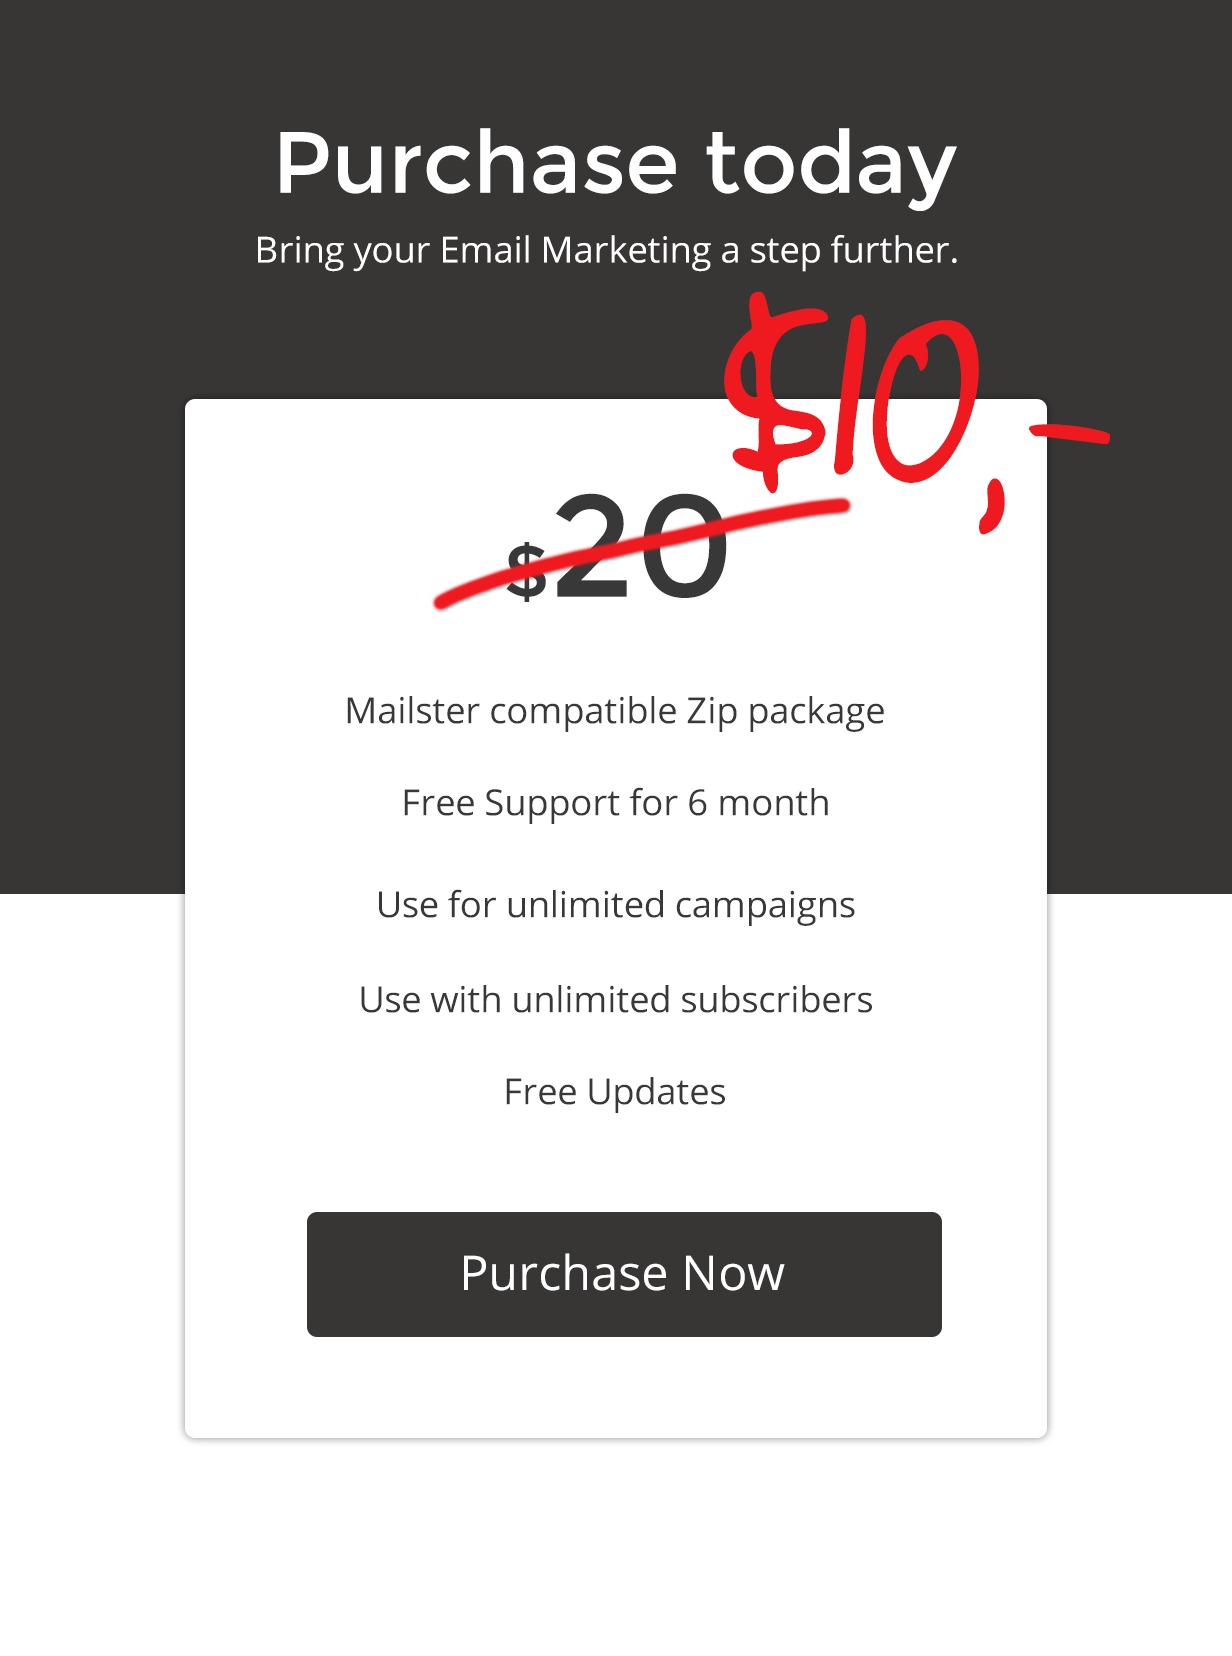 Purchase today
Bring your Email Marketing a step further.
$10,-
$20
Mailster compatible Zip package
Free Support for 6 month
Use for unlimited campaigns
Use with unlimited subscribers
Free Updates
Purchase Now